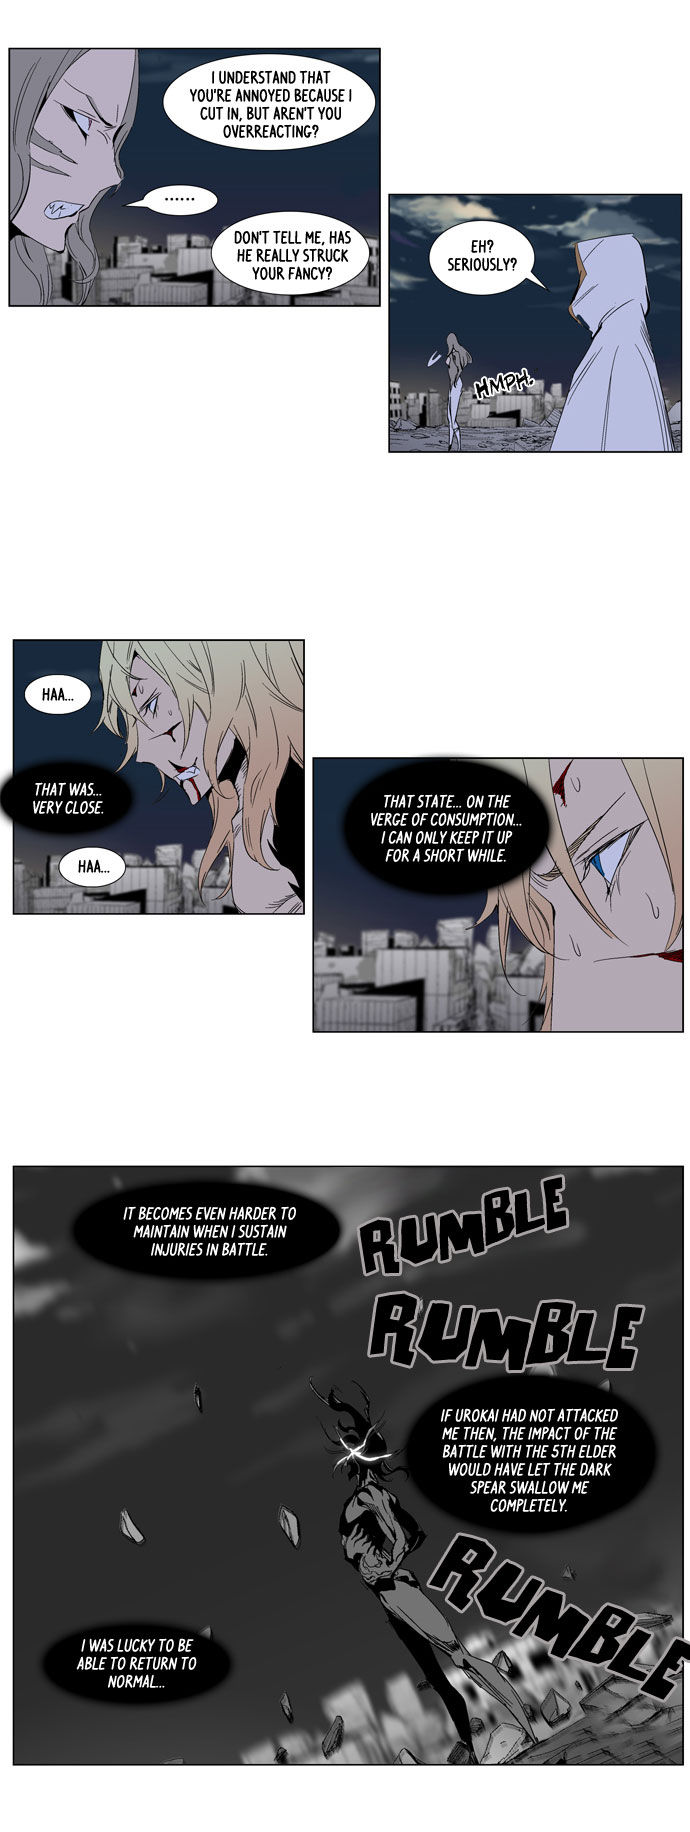 I UNDERSTAND THAT
YOU'RE ANNOYED BECAUSE I
CUT IN, BUT AREN'T YOU
OVERREACTING?
......
DON'T TELL ME, HAS
HE REALLY STRUCK
YOUR FANCY?
EH?
SERIOUSLY?
HMPH.
HAA...
THAT WAS...
VERY CLOSE.
HAA...
THAT STATE... ON THE
VERGE OF CONSUMPTION...
I CAN ONLY KEEP IT UP
FOR A SHORT WHILE.
IT BECOMES EVEN HARDER TO
MAINTAIN WHEN I SUSTAIN
INJURIES IN BATTLE.
RUMBLE
RUMBLE
IF UROKAI HAD NOT ATTACKED
ME THEN, THE IMPACT OF THE
BATTLE WITH THE 5TH ELDER
WOULD HAVE LET THE DARK
SPEAR SWALLOW ME
COMPLETELY.
RUMBLE
I WAS LUCKY TO BE
ABLE TO RETURN TO
NORMAL...